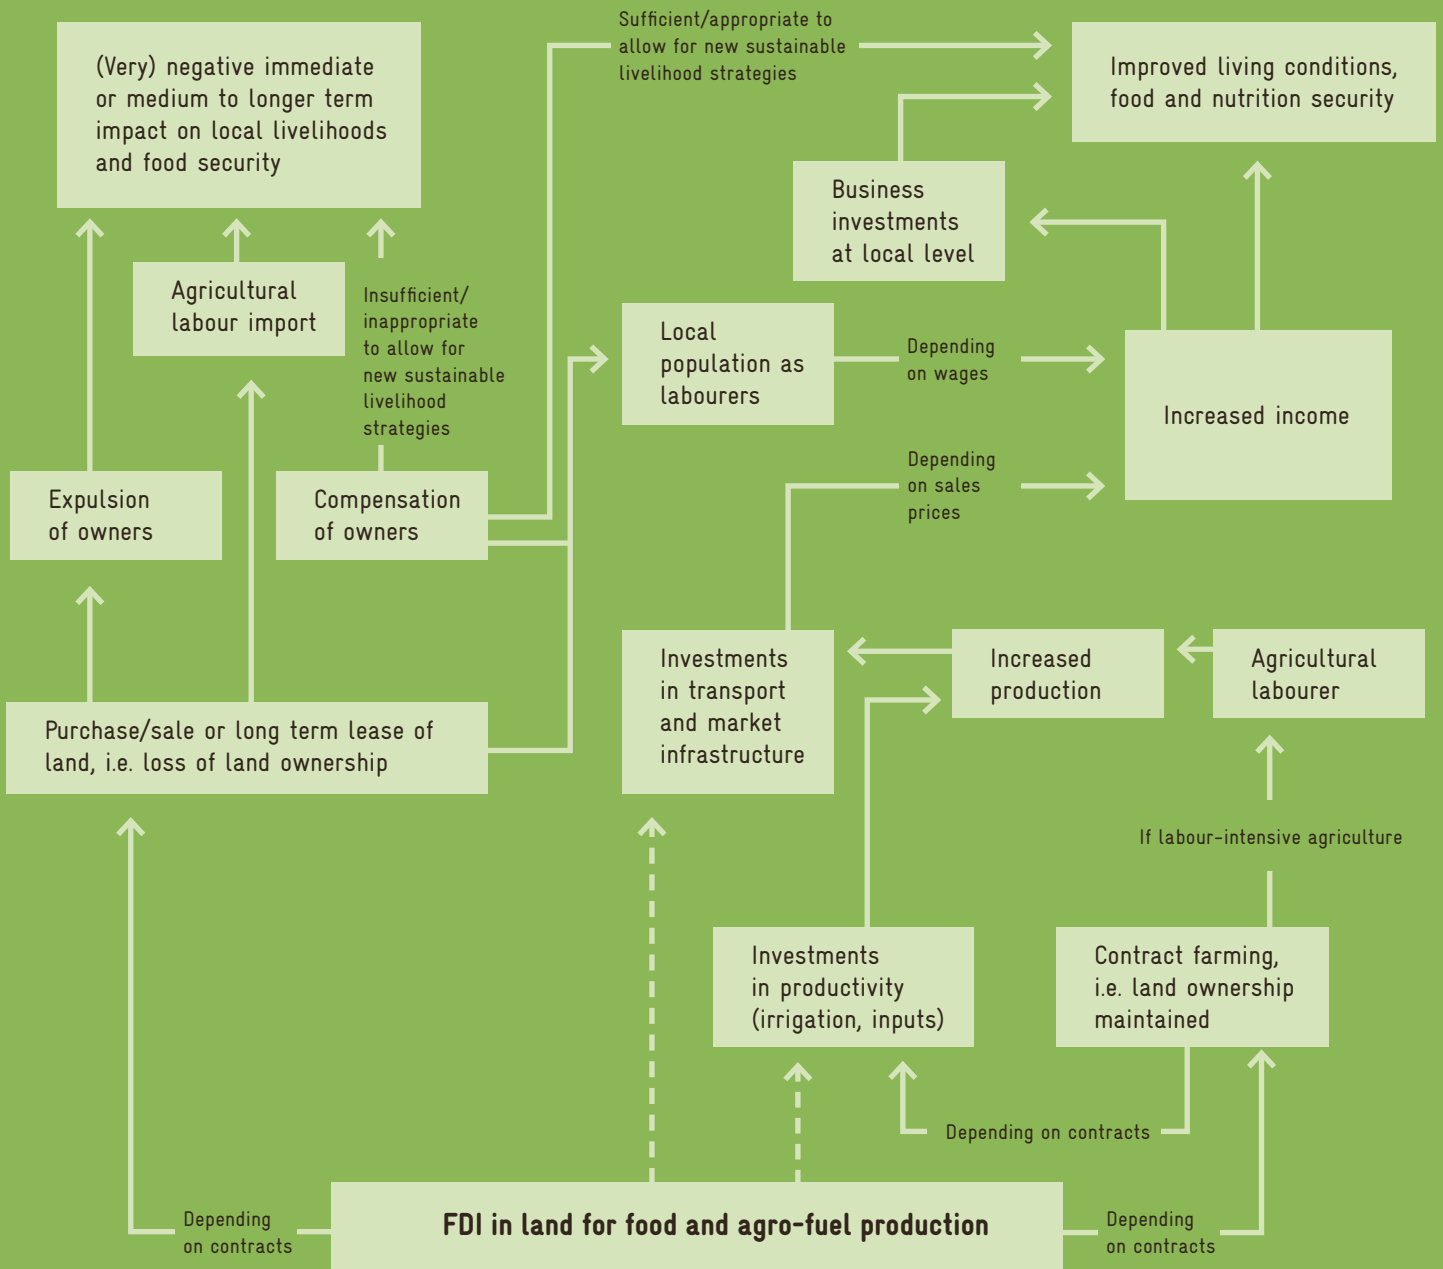 Sufficient/appropriate to
allow for new sustainable
livelihood strategies
(Very) negative immediate
or medium to longer term
impact on local livelihoods
and food security
Improved living conditions,
food and nutrition security
Business
investments
at local level
Agricultural
labour import
Insufficient/
inappropriate
to allow for
new sustainable
livelihood
strategies
Local
population as
labourers
Depending
on wages
Increased income
Depending
on sales
prices
Expulsion
of owners
Compensation
of owners
Investments
in transport
and market
infrastructure
Increased
production
Agricultural
labourer
Purchase/sale or long term lease of
land, i.e. loss of land ownership
If labour-intensive agriculture
Investments
in productivity
(irrigation, inputs)
Contract farming,
i.e. land ownership
maintained
Depending on contracts
Depending
on contracts
FDI in land for food and agro-fuel production
Depending
on contracts